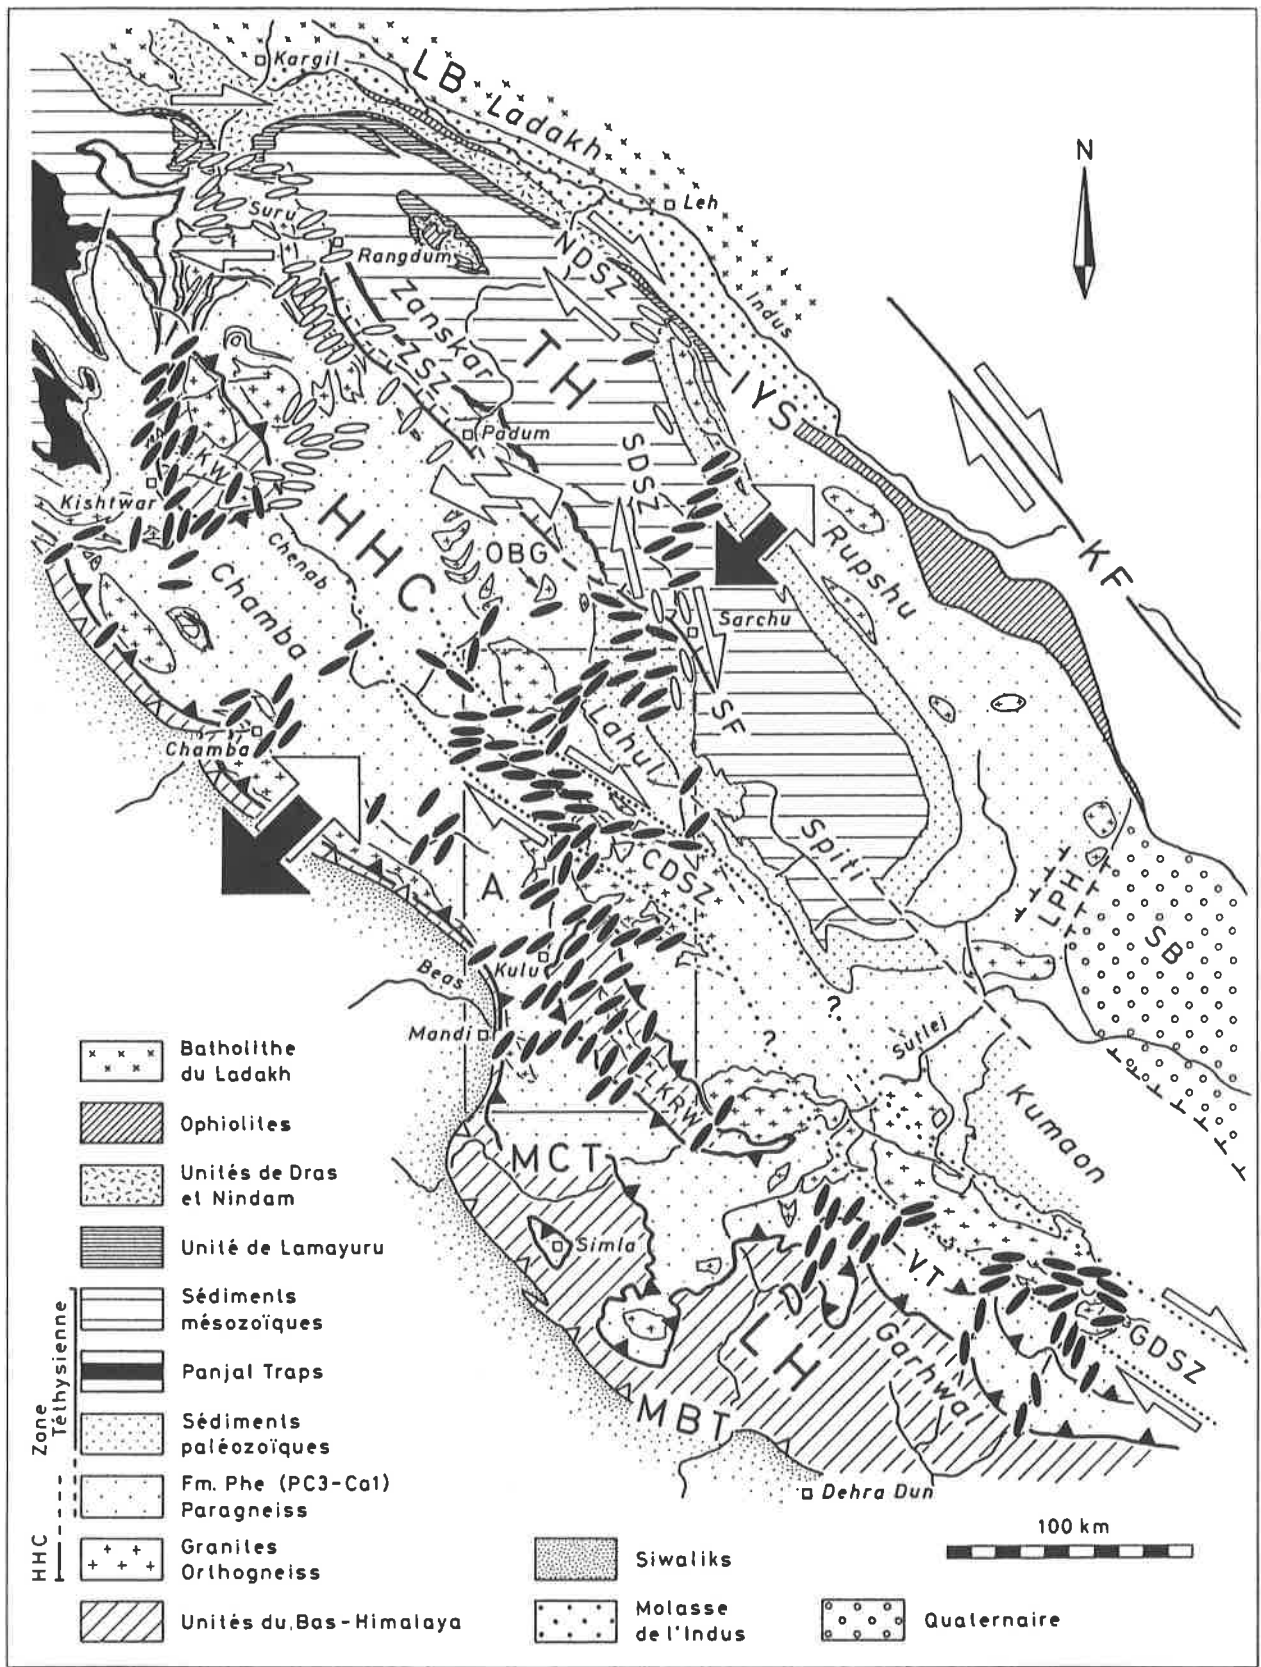 Kargil
LB
Ladakh
N
Leh
Suru
Rangdum
NDSZ
Indus
Zanskar
ZSZ
TH
IYS
Padum
SDSZ
KW
Kishtwar
HHC
Chenab
OBG
Rupshu
KF
Chamba
Sarchu
SF
Lahul
Chamba
Spiti
CDSZ
A
LPH
SB
Kulu
Beas
Mandi
?
?
Sutlej
LKRW
Kumaon
MCT
Simla
VT
GDSZ
LH
Garhwal
MBT
Dehra Dun
100 km
Batholithe
du Ladakh
Ophiolites
Unités de Dras
et Nindam
Unité de Lamayuru
Zone
Téthysienne
Sédiments
mésozoïques
Panjal Traps
Sédiments
paléozoïques
Fm. Phe (PC3-Ca1)
Paragneiss
HHC
Granites
Orthogneiss
Unités du Bas-Himalaya
Siwaliks
Molasse
de l'Indus
Quaternaire